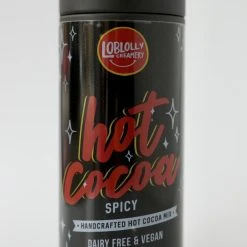 LOBLOLLY
CREAMERY
hot
cocoa
SPICY
• HANDCRAFTED HOT COCOA MIX •
DAIRY FREE & VEGAN